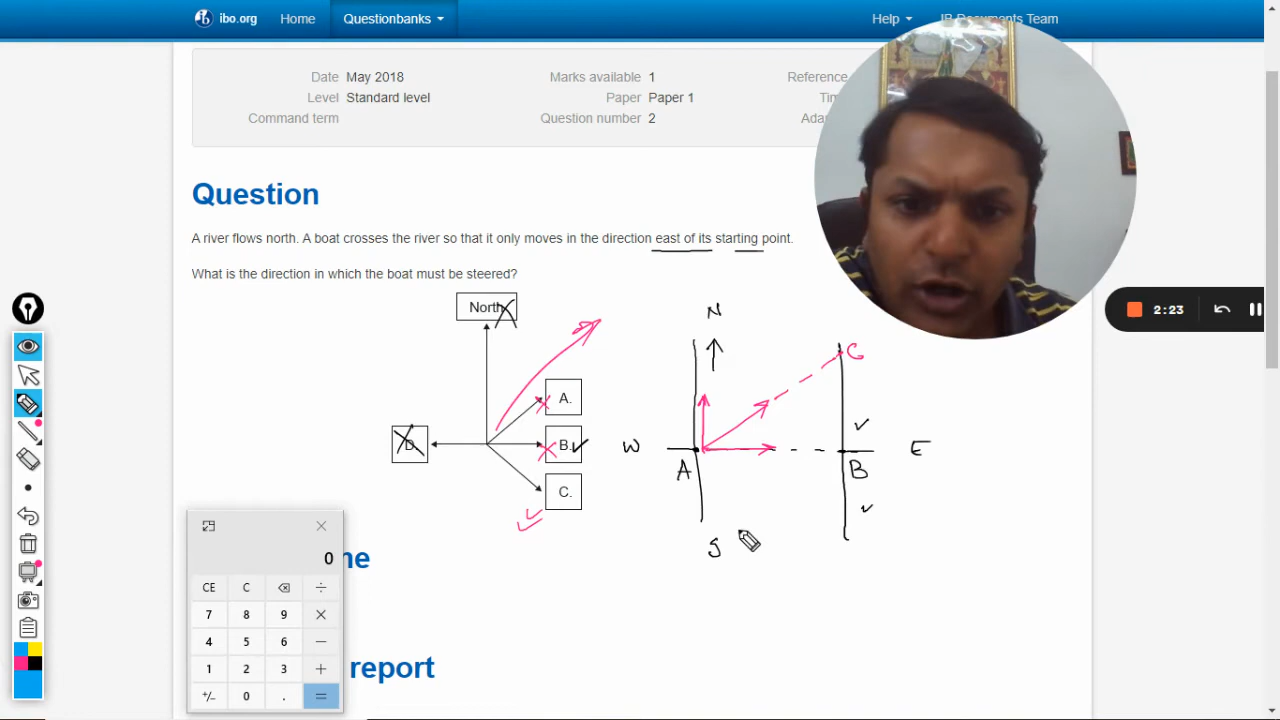 ibo.org Home Questionbanks Help IB Documents Team
Date May 2018 Marks available 1 Reference
Level Standard level Paper Paper 1
Command term Question number 2
Question
A river flows north. A boat crosses the river so that it only moves in the direction east of its starting point.
What is the direction in which the boat must be steered?
North
N
G
A.
D. B. W E
A B
C.
S
2:23
0
CE C ÷
7 8 9 ×
4 5 6 −
1 2 3 +
+/− 0 . =
report